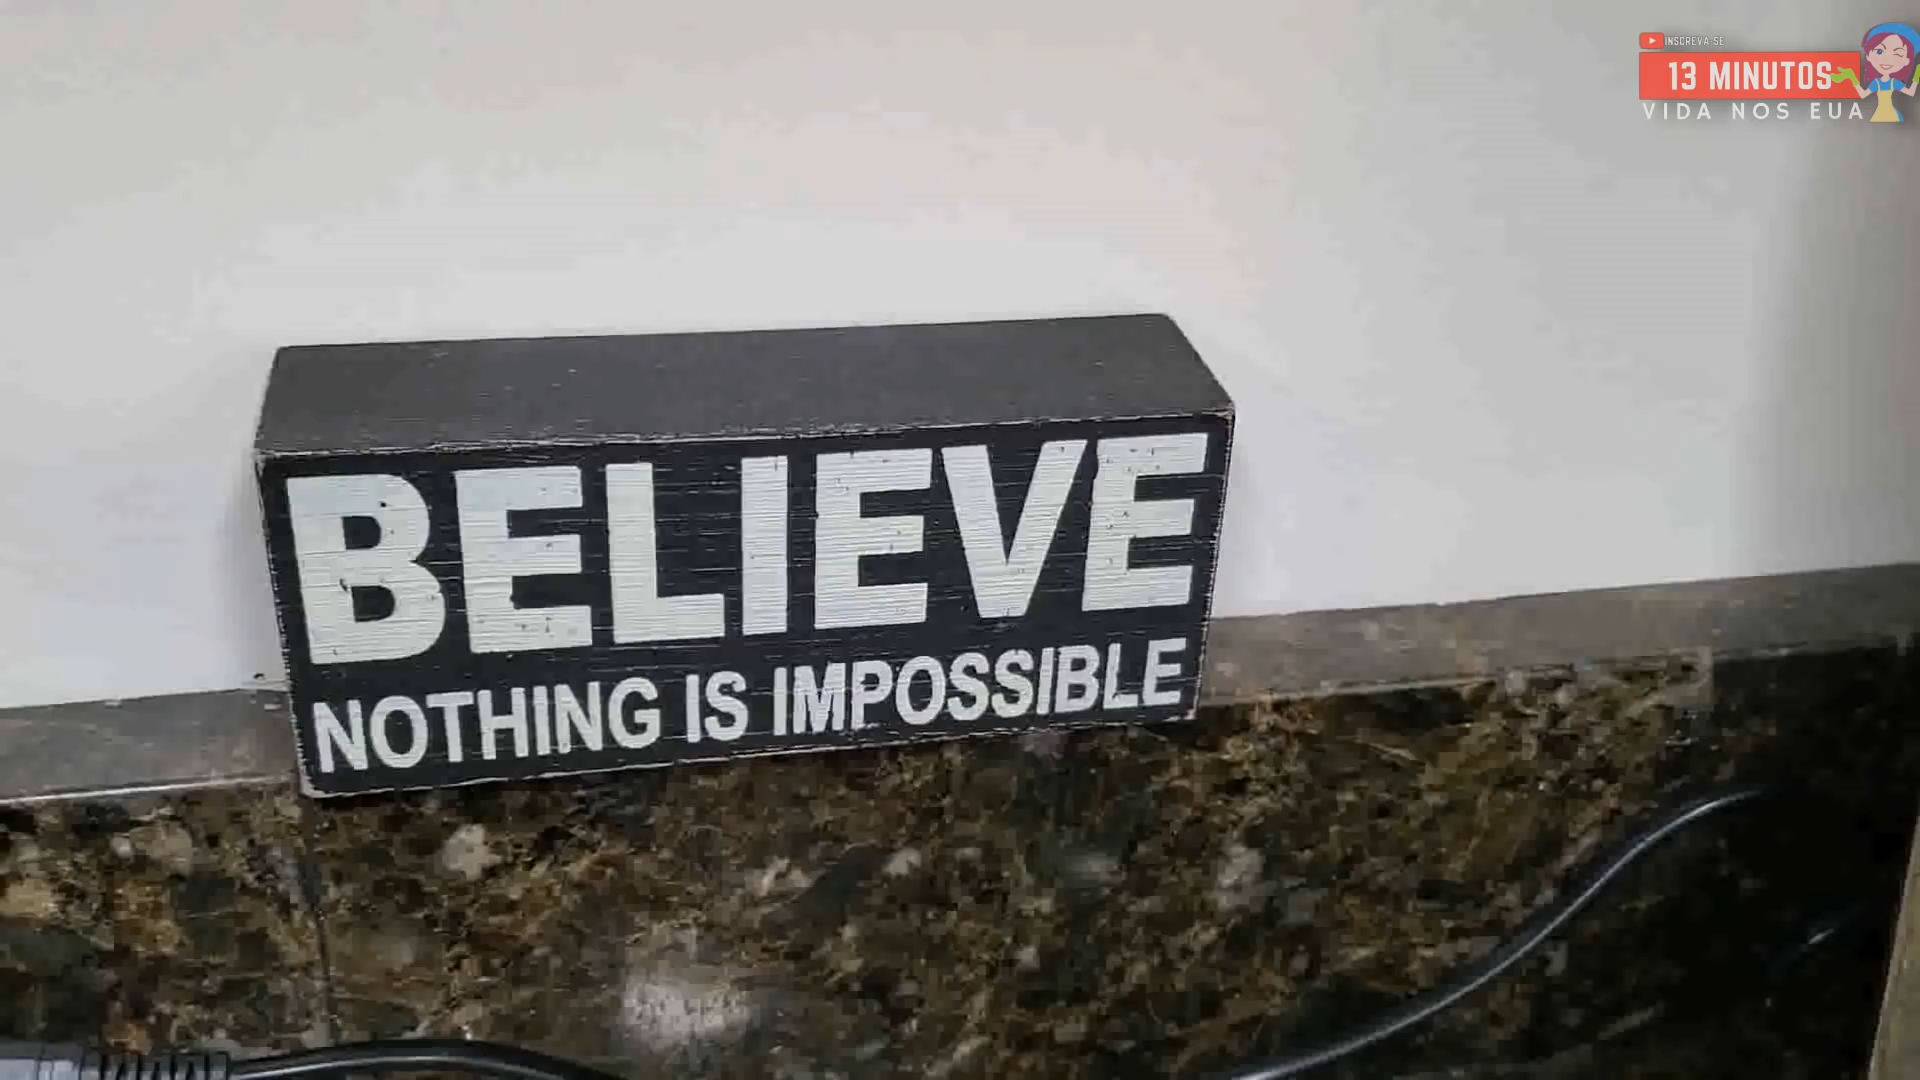 INSCREVA-SE
13 MINUTOS
VIDA NOS EUA
BELIEVE
NOTHING IS IMPOSSIBLE